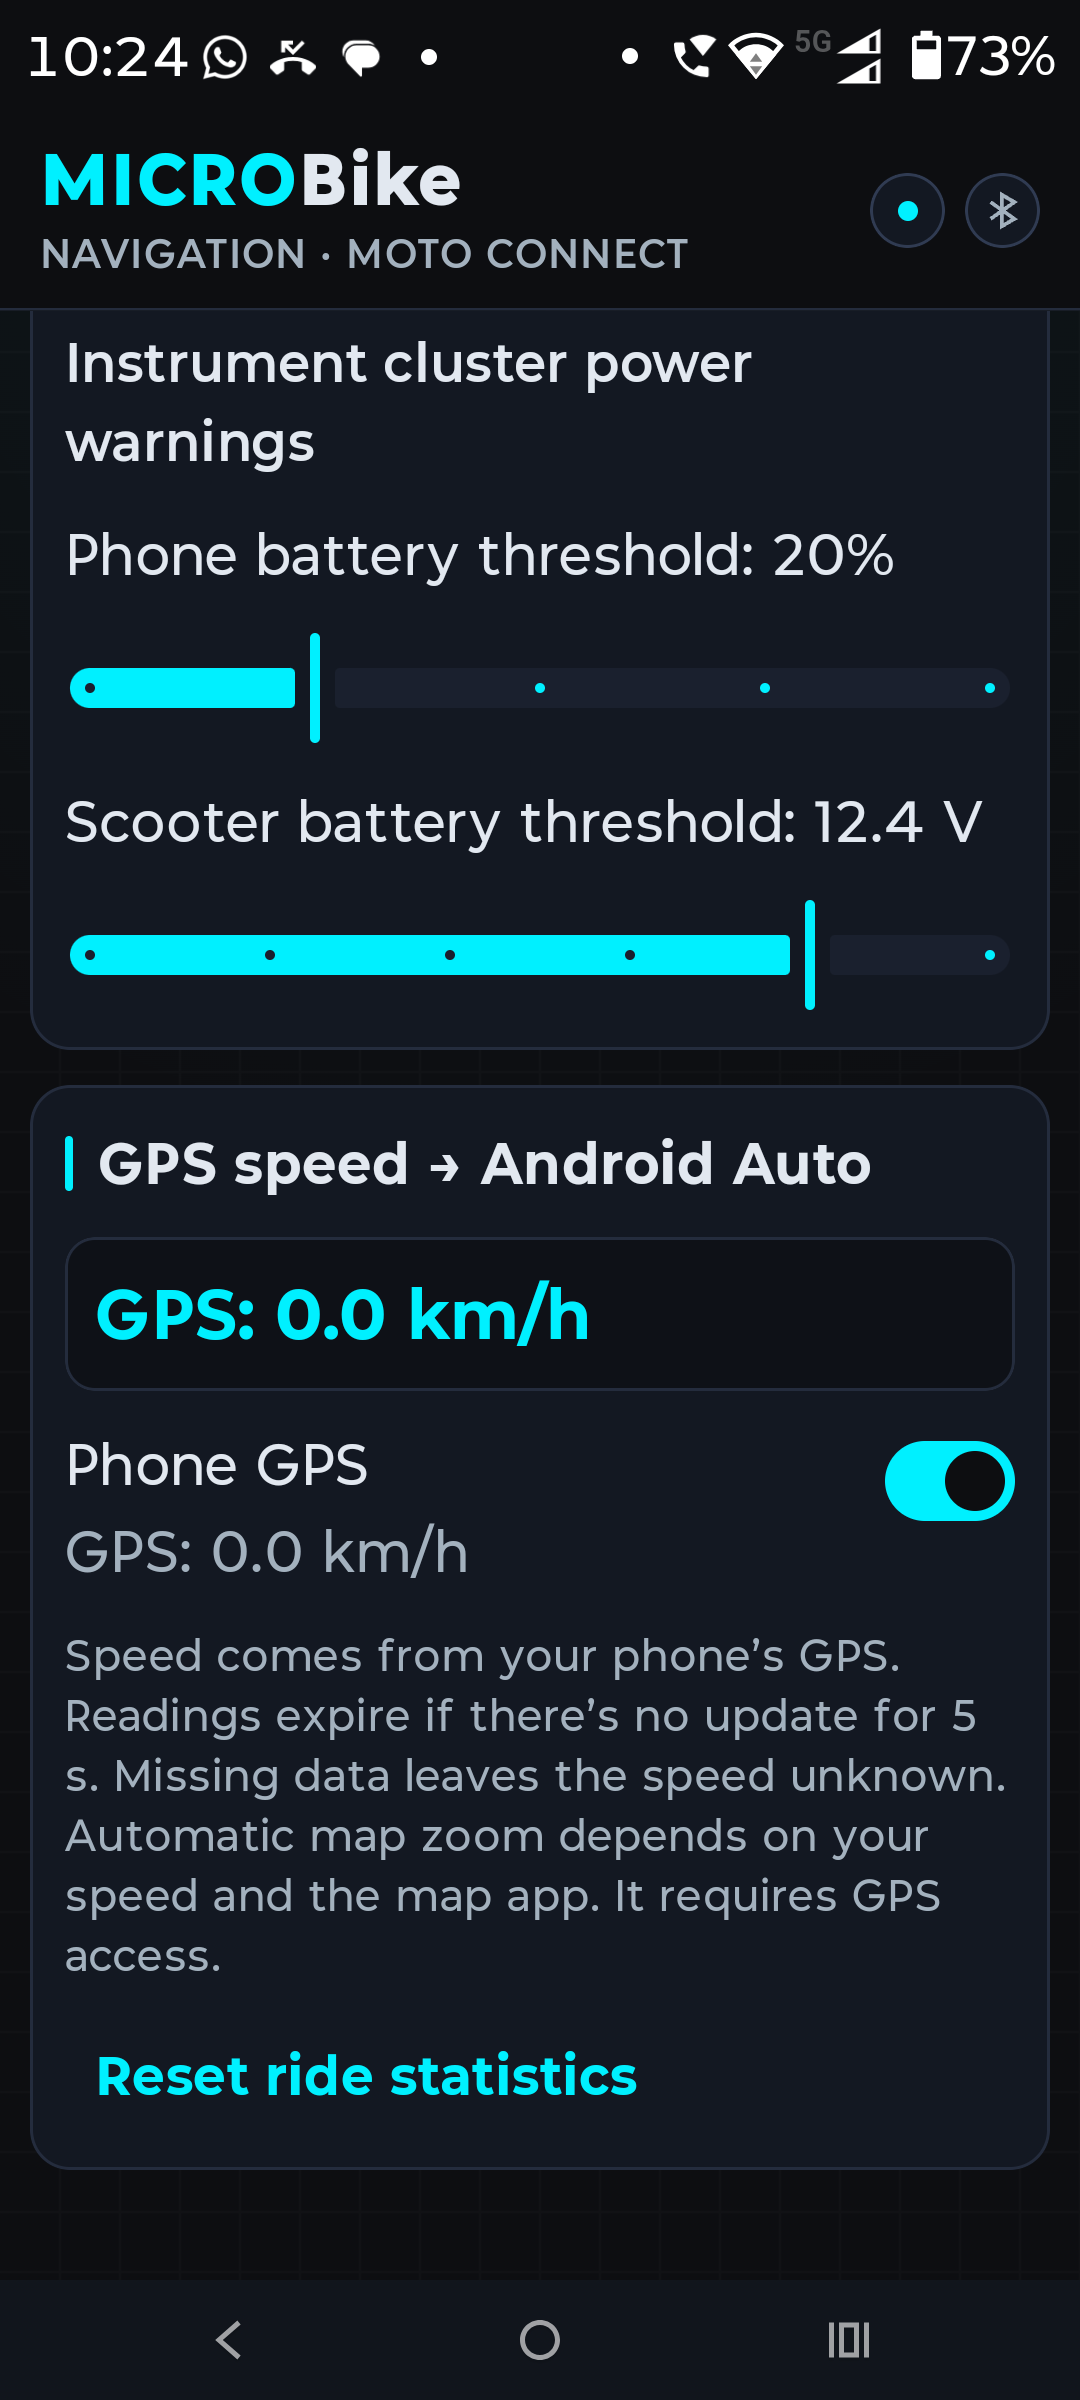 10:24
5G
73%
MICROBike
NAVIGATION · MOTO CONNECT
Instrument cluster power
warnings
Phone battery threshold: 20%
Scooter battery threshold: 12.4 V
GPS speed → Android Auto
GPS: 0.0 km/h
Phone GPS
GPS: 0.0 km/h
Speed comes from your phone’s GPS.
Readings expire if there’s no update for 5
s. Missing data leaves the speed unknown.
Automatic map zoom depends on your
speed and the map app. It requires GPS
access.
Reset ride statistics